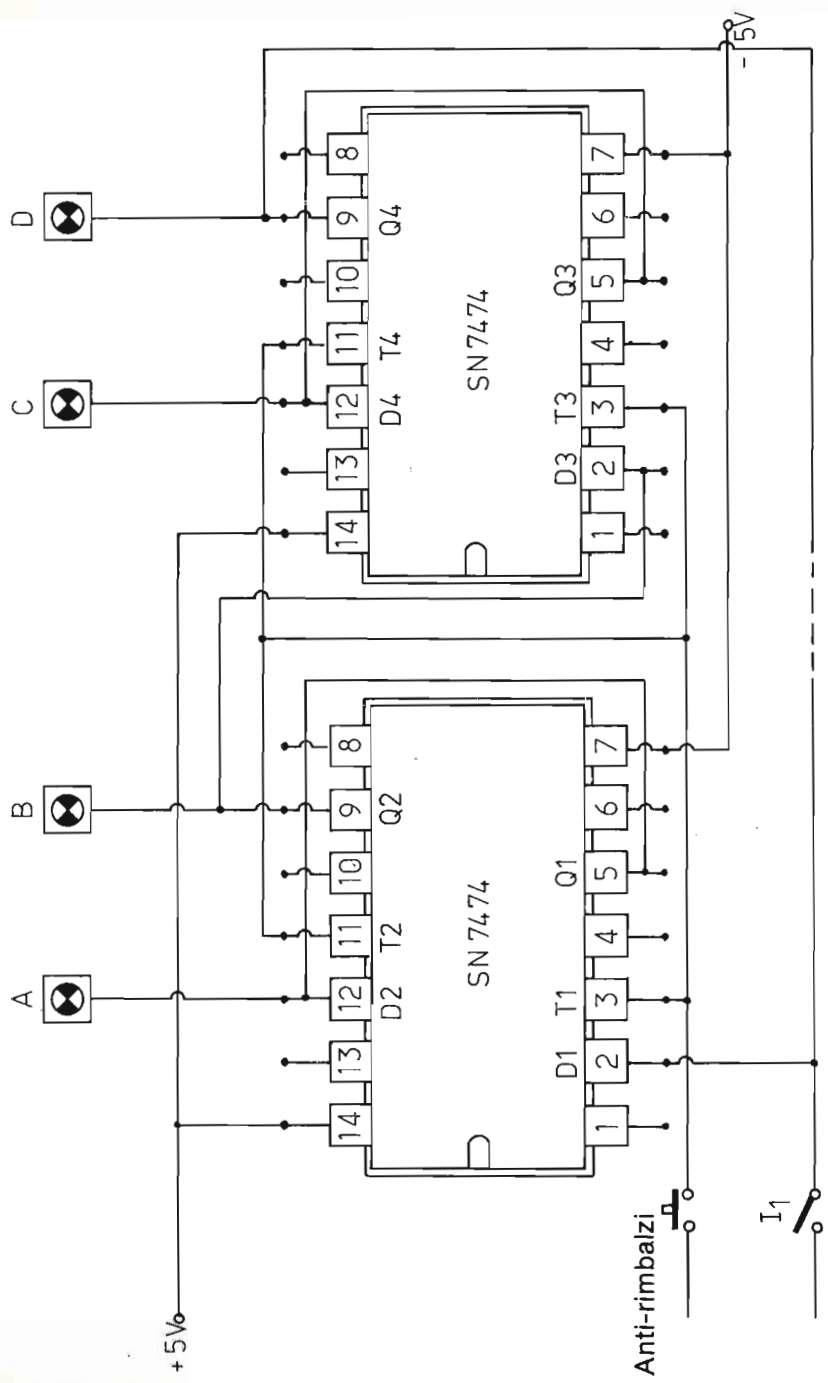 A B C D
+5V
14 13 12 11 10 9 8 14 13 12 11 10 9 8
D2 T2 Q2 D4 T4 Q4
SN7474 SN7474
D1 T1 Q1 D3 T3 Q3
1 2 3 4 5 6 7 1 2 3 4 5 6 7
Anti-rimbalzi
- 5V
I1